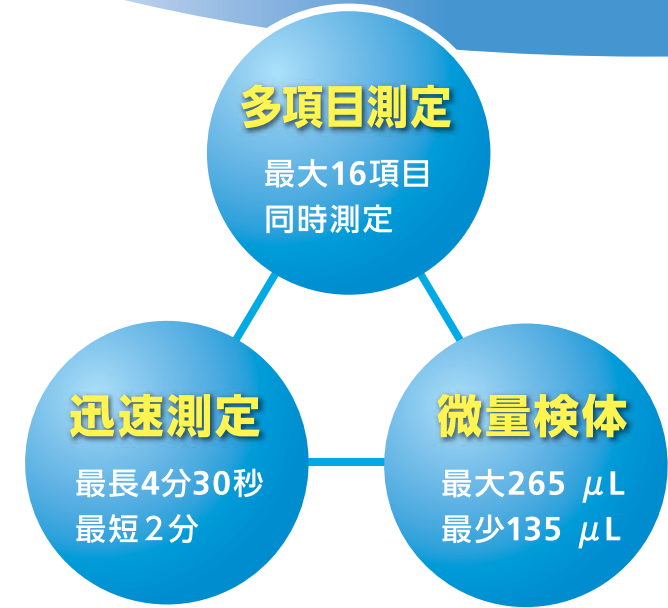 多項目測定
最大16項目
同時測定
迅速測定
最長4分30秒
最短２分
微量検体
最大265 μL
最少135 μL